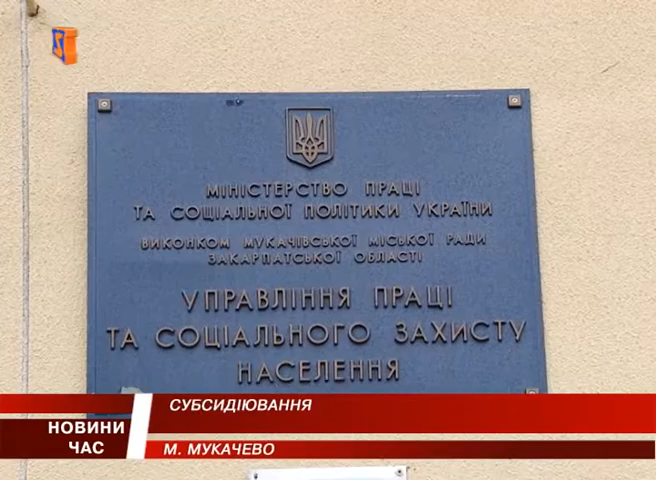 МІНІСТЕРСТВО ПРАЦІ
ТА СОЦІАЛЬНОЇ ПОЛІТИКИ УКРАЇНИ
ВИКОНКОМ МУКАЧІВСЬКОЇ МІСЬКОЇ РАДИ
ЗАКАРПАТСЬКОЇ ОБЛАСТІ
УПРАВЛІННЯ ПРАЦІ
ТА СОЦІАЛЬНОГО ЗАХИСТУ
НАСЕЛЕННЯ
СУБСИДІЮВАННЯ
НОВИНИ
ЧАС
М. МУКАЧЕВО